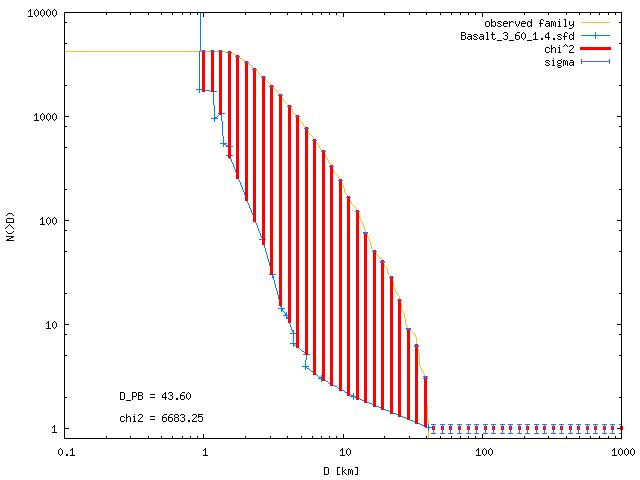 10000
1000
100
10
1
N(>D)
observed family
Basalt_3_60_1.4.sfd
chi^2
sigma
D_PB = 43.60
chi2 = 6683.25
0.1 1 10 100 1000
D [km]